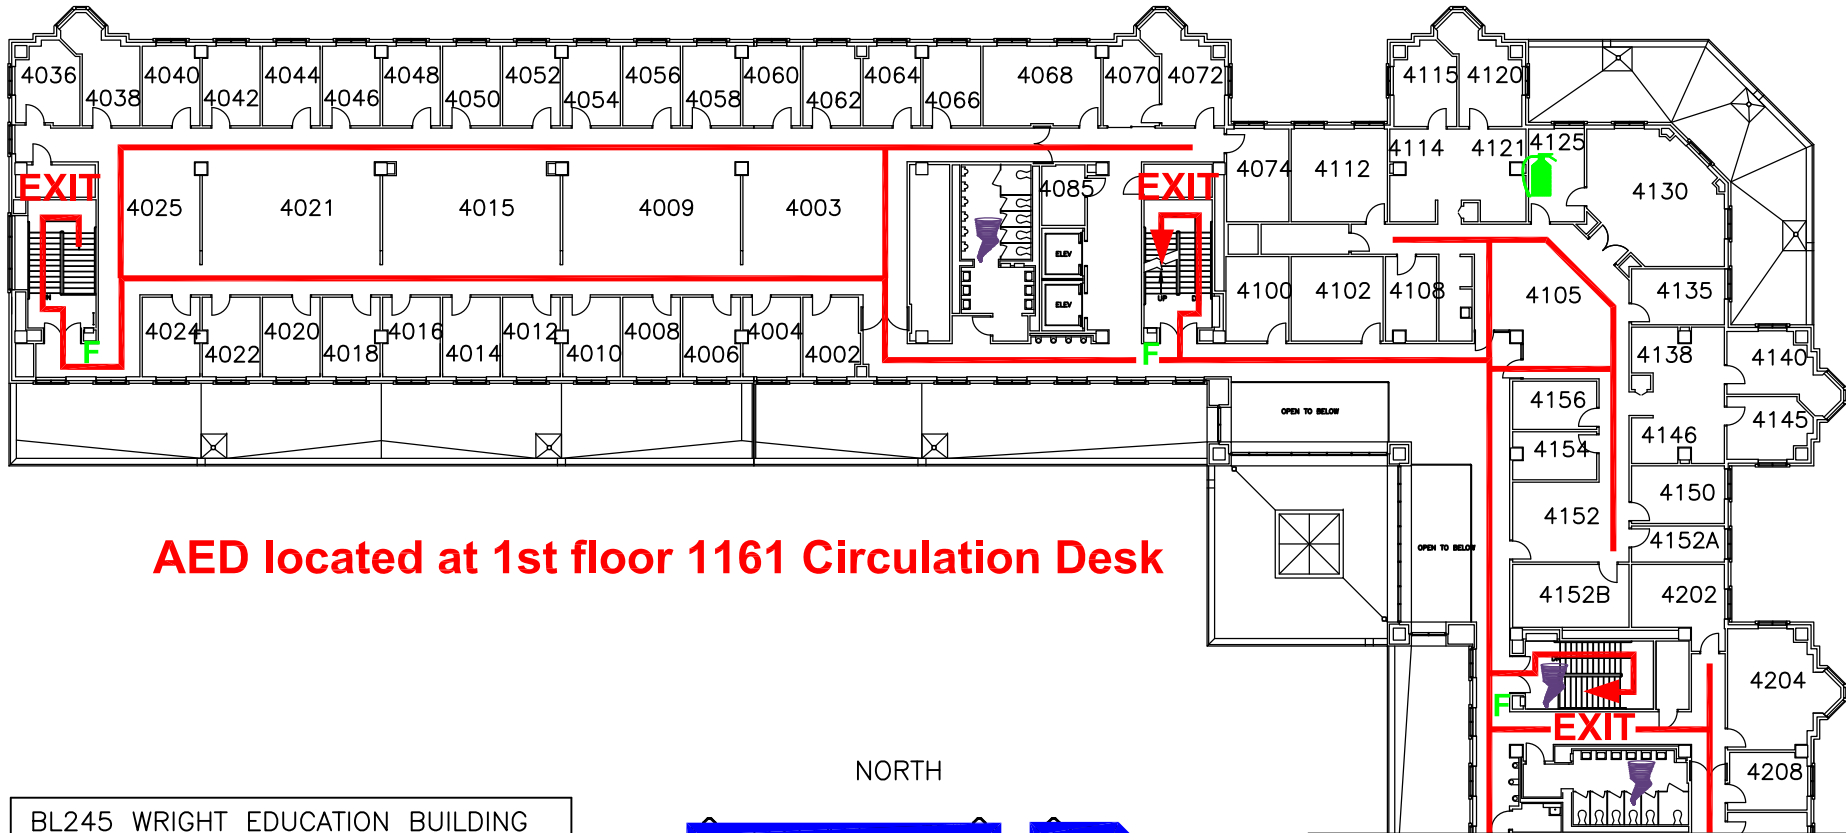 4036 4038 4040 4042 4044 4046 4048 4050 4052 4054 4056 4058 4060 4062 4064 4066 4068 4070 4072 4115 4120
4074 4112 4114 4121 4125 4130
EXIT 4025 4021 4015 4009 4003 4085 EXIT
ELEV
ELEV
UP
4100 4102 4108 4105 4135
4024 4022 4020 4018 4016 4014 4012 4010 4008 4006 4004 4002
F
F
4138 4140
4156 4145
4154 4146
OPEN TO BELOW
4150
4152
4152A
OPEN TO BELOW
AED located at 1st floor 1161 Circulation Desk
4152B 4202
4204
F
EXIT
4208
NORTH
BL245 WRIGHT EDUCATION BUILDING